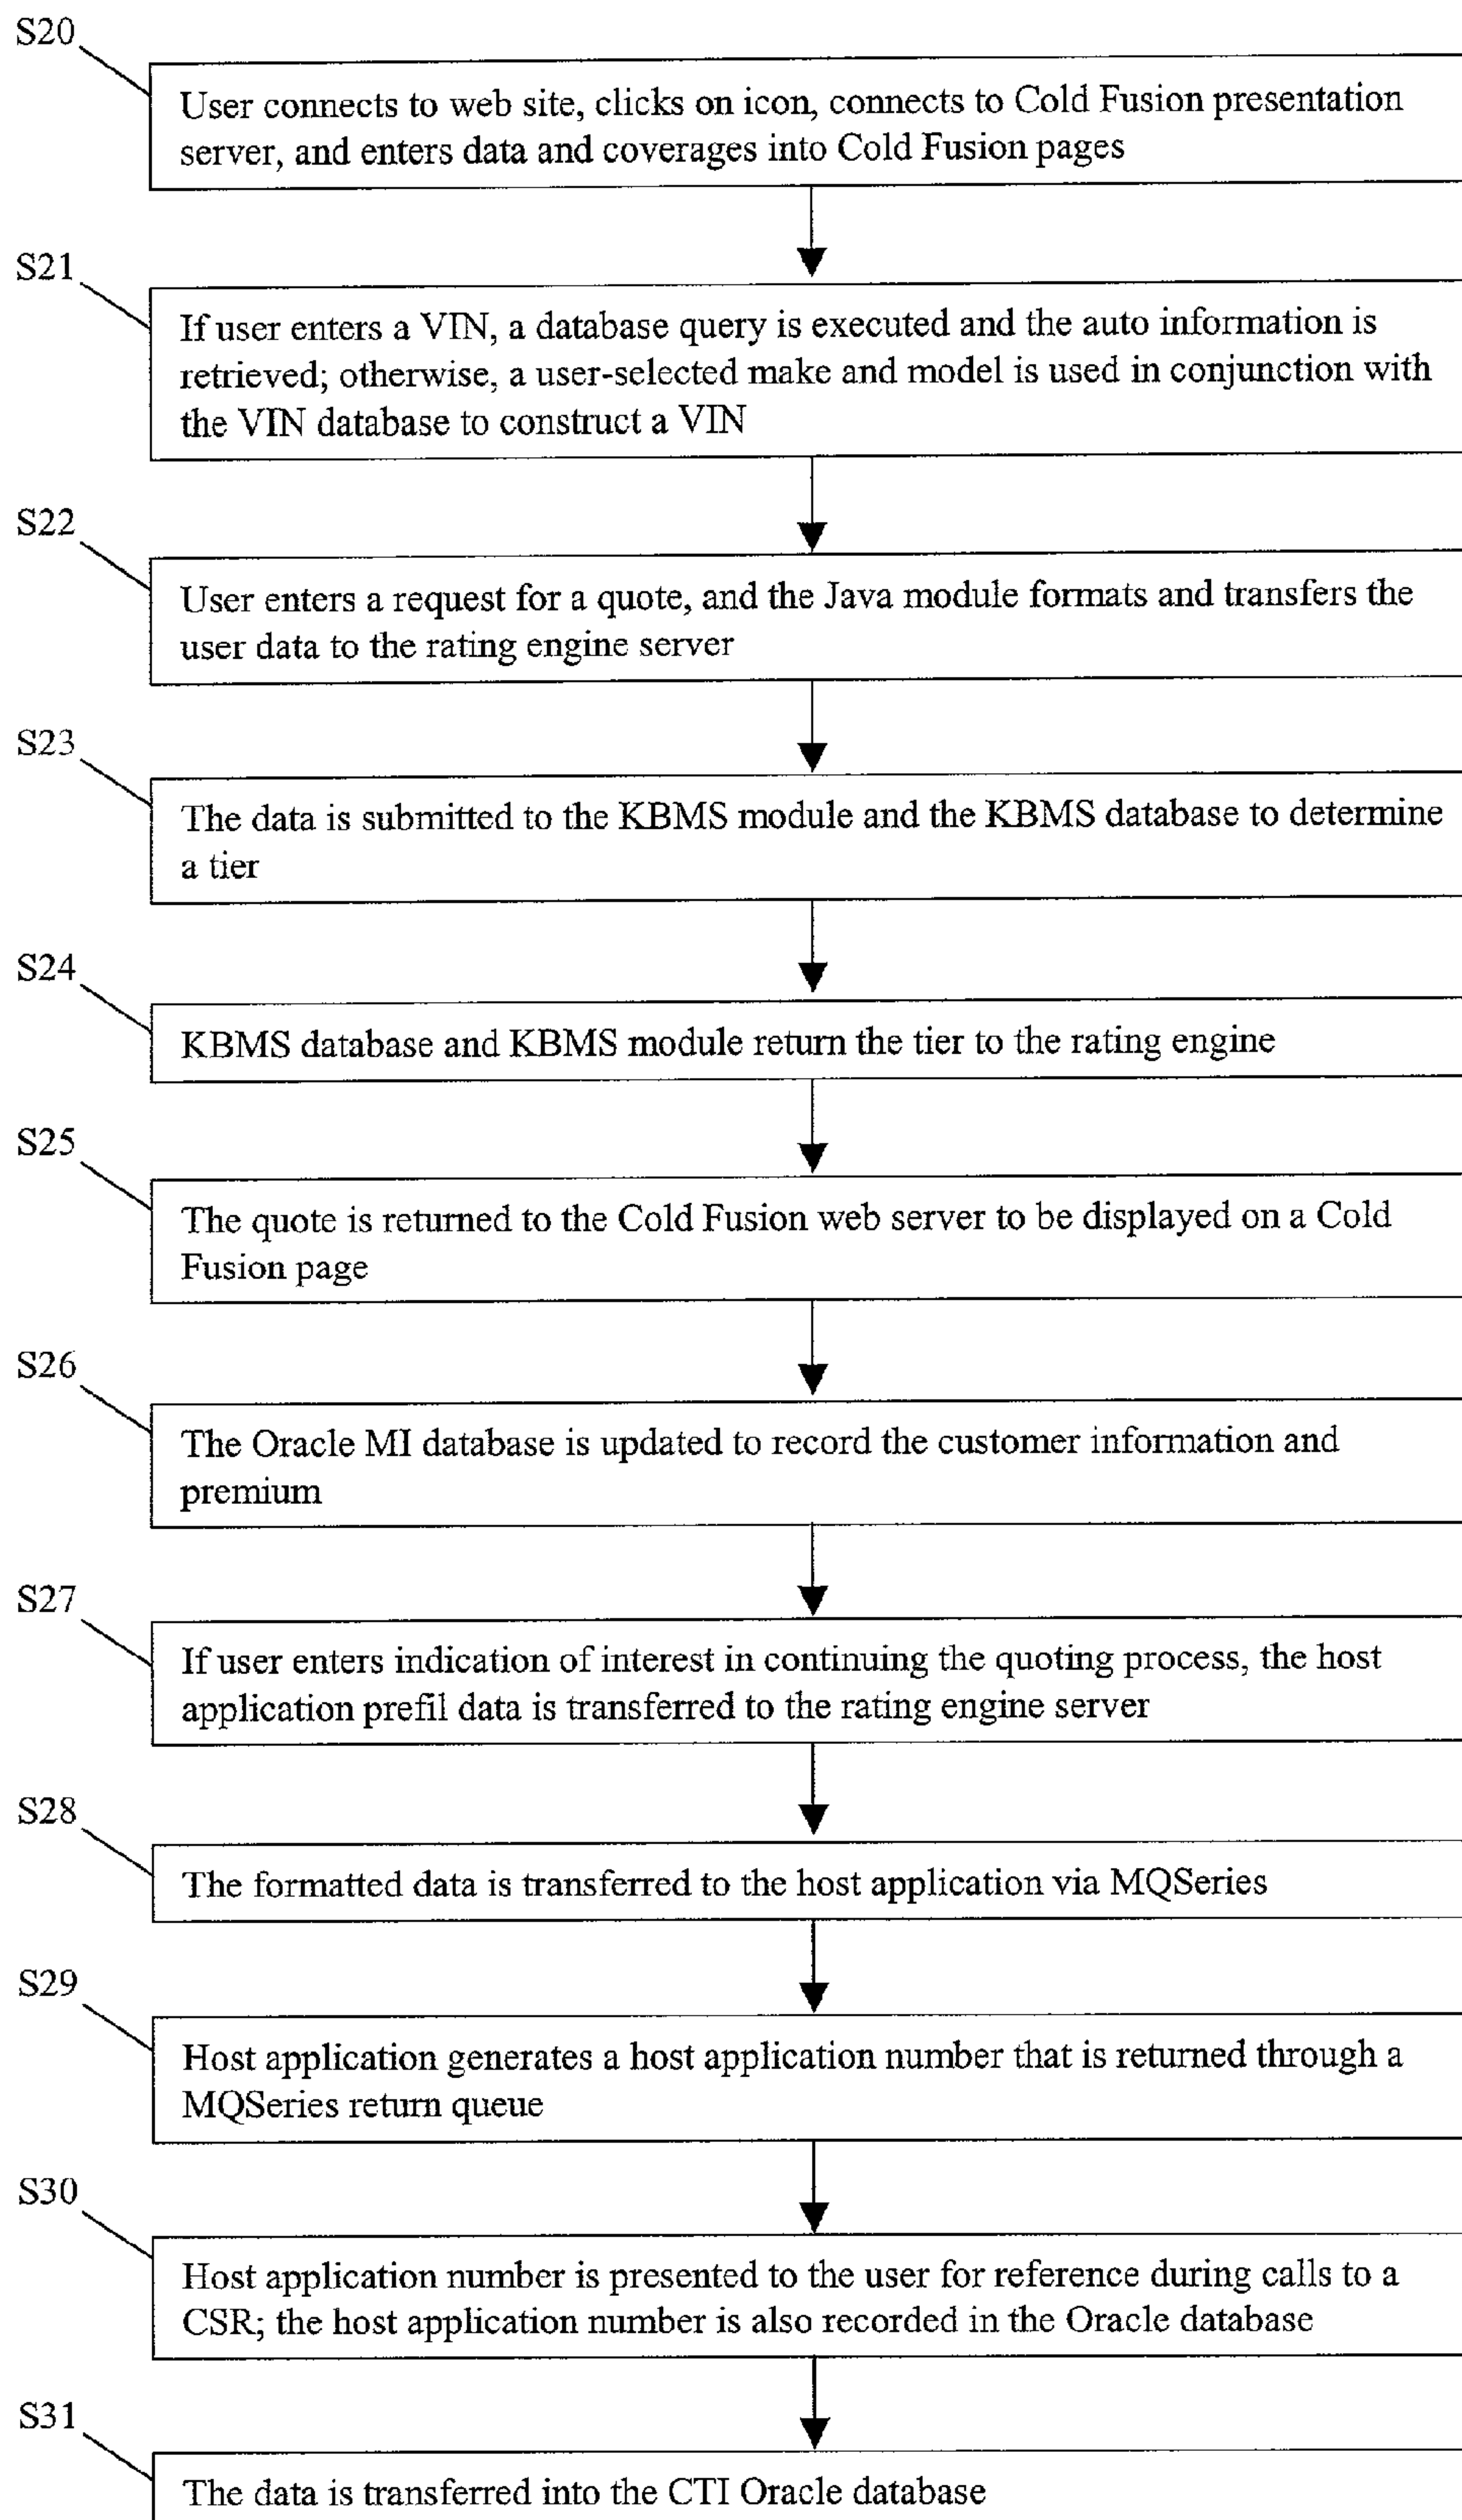 S20
User connects to web site, clicks on icon, connects to Cold Fusion presentation
server, and enters data and coverages into Cold Fusion pages
S21
If user enters a VIN, a database query is executed and the auto information is
retrieved; otherwise, a user-selected make and model is used in conjunction with
the VIN database to construct a VIN
S22
User enters a request for a quote, and the Java module formats and transfers the
user data to the rating engine server
S23
The data is submitted to the KBMS module and the KBMS database to determine
a tier
S24
KBMS database and KBMS module return the tier to the rating engine
S25
The quote is returned to the Cold Fusion web server to be displayed on a Cold
Fusion page
S26
The Oracle MI database is updated to record the customer information and
premium
S27
If user enters indication of interest in continuing the quoting process, the host
application prefil data is transferred to the rating engine server
S28
The formatted data is transferred to the host application via MQSeries
S29
Host application generates a host application number that is returned through a
MQSeries return queue
S30
Host application number is presented to the user for reference during calls to a
CSR; the host application number is also recorded in the Oracle database
S31
The data is transferred into the CTI Oracle database